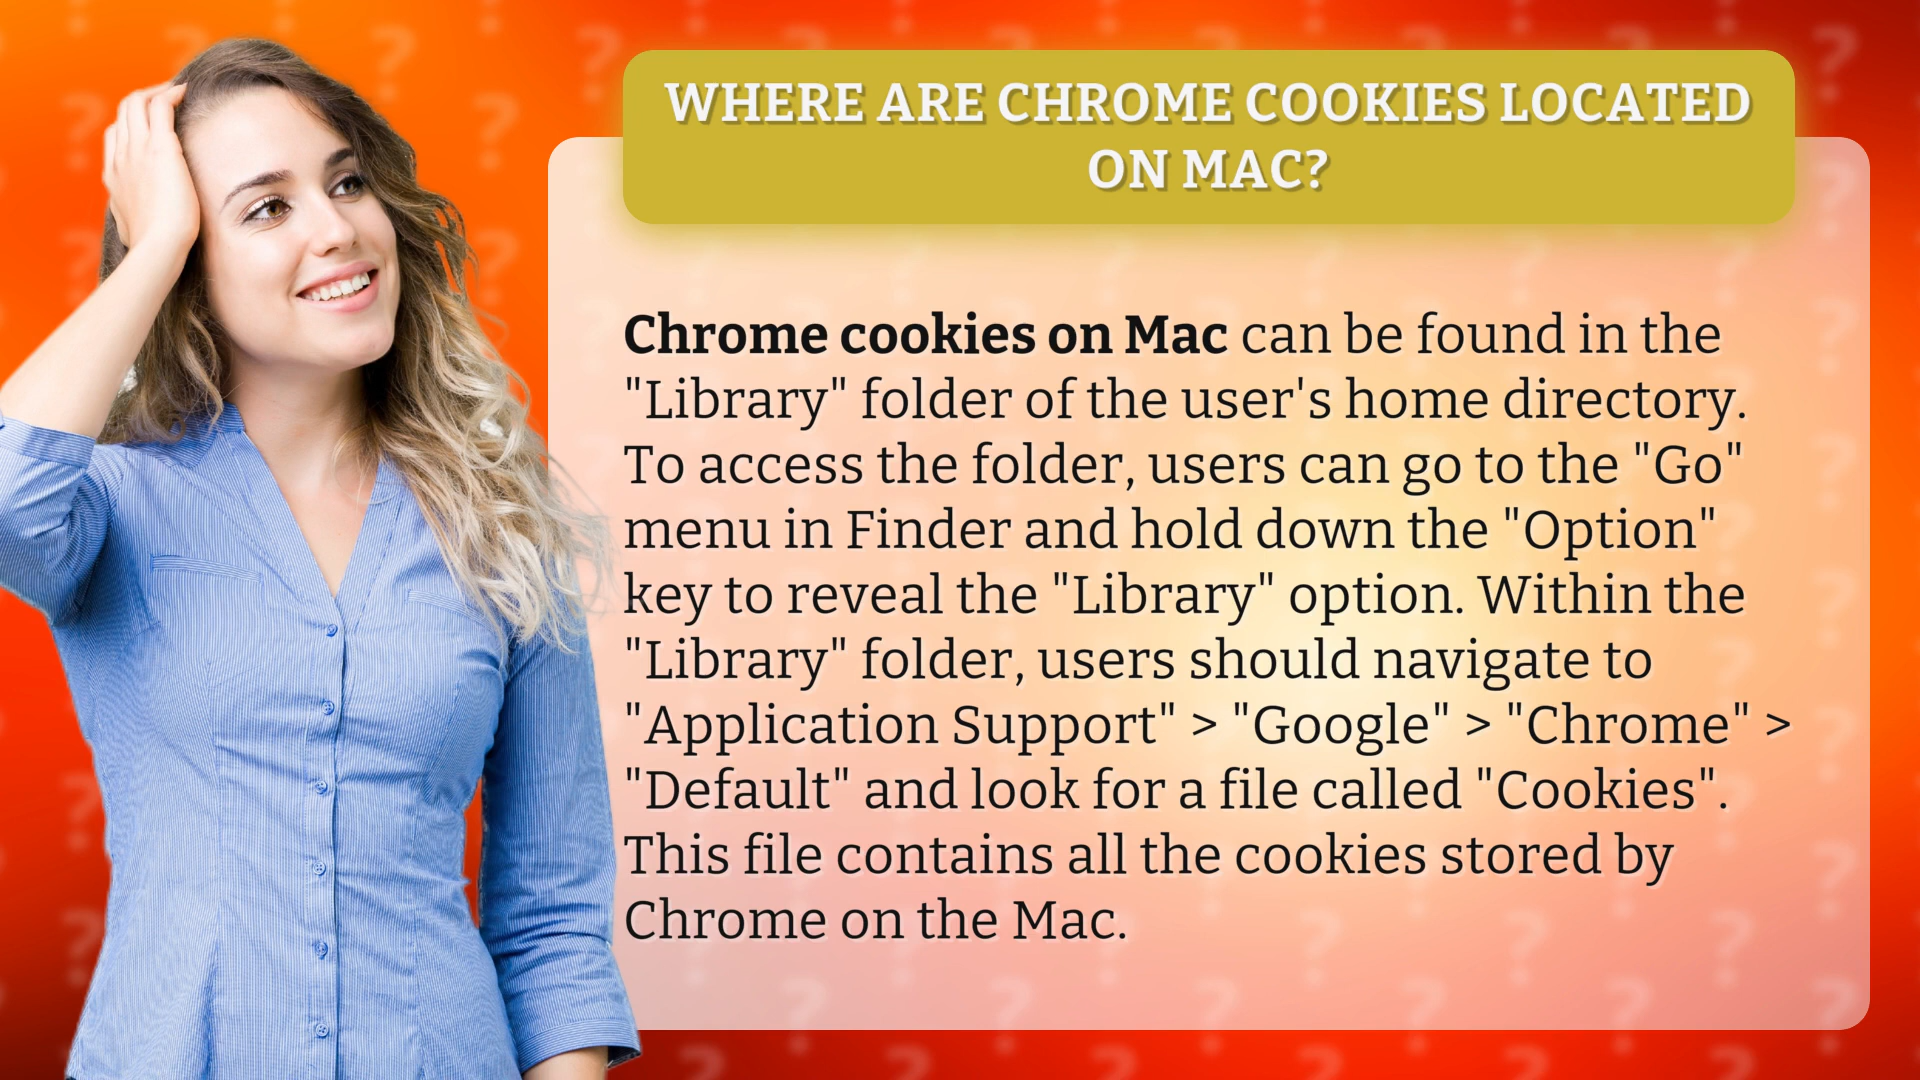 WHERE ARE CHROME COOKIES LOCATED
ON MAC?
Chrome cookies on Mac can be found in the
"Library" folder of the user's home directory.
To access the folder, users can go to the "Go"
menu in Finder and hold down the "Option"
key to reveal the "Library" option. Within the
"Library" folder, users should navigate to
"Application Support" > "Google" > "Chrome" >
"Default" and look for a file called "Cookies".
This file contains all the cookies stored by
Chrome on the Mac.